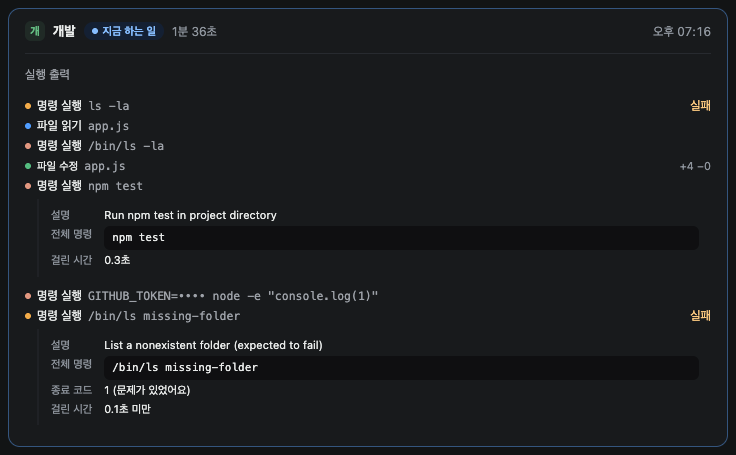 개 개발 지금 하는 일 1분 36초 오후 07:16
실행 출력
명령 실행 ls -la 실패
파일 읽기 app.js
명령 실행 /bin/ls -la
파일 수정 app.js +4 -0
명령 실행 npm test
설명 Run npm test in project directory
전체 명령 npm test
걸린 시간 0.3초
명령 실행 GITHUB_TOKEN=•••• node -e "console.log(1)"
명령 실행 /bin/ls missing-folder 실패
설명 List a nonexistent folder (expected to fail)
전체 명령 /bin/ls missing-folder
종료 코드 1 (문제가 있었어요)
걸린 시간 0.1초 미만